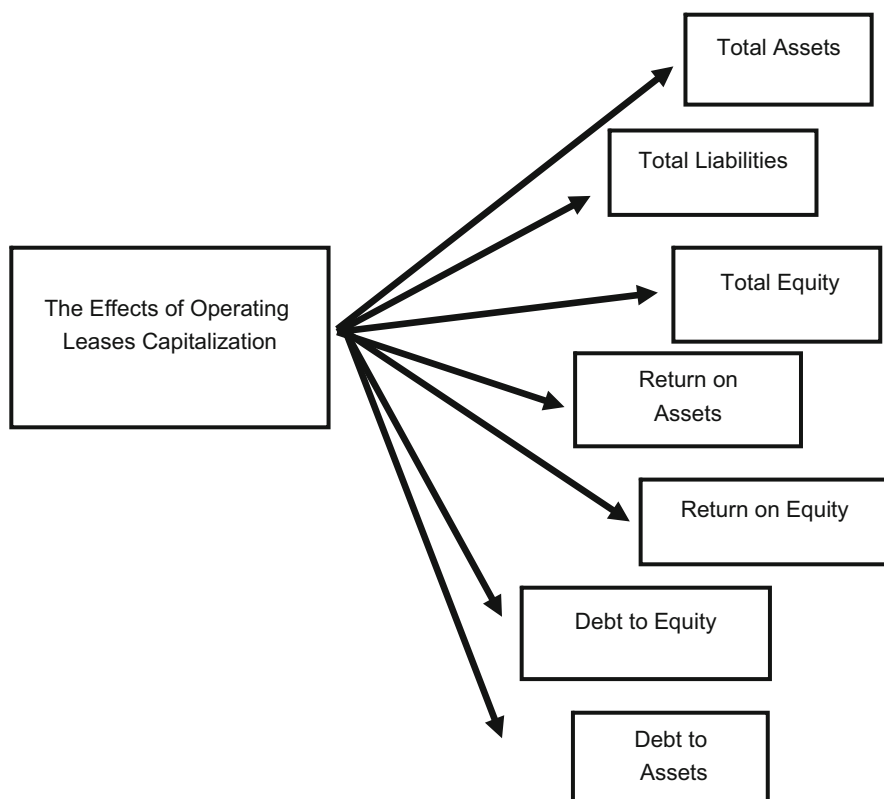 Total Assets
Total Liabilities
The Effects of Operating
Leases Capitalization
Total Equity
Return on
Assets
Return on Equity
Debt to Equity
Debt to
Assets